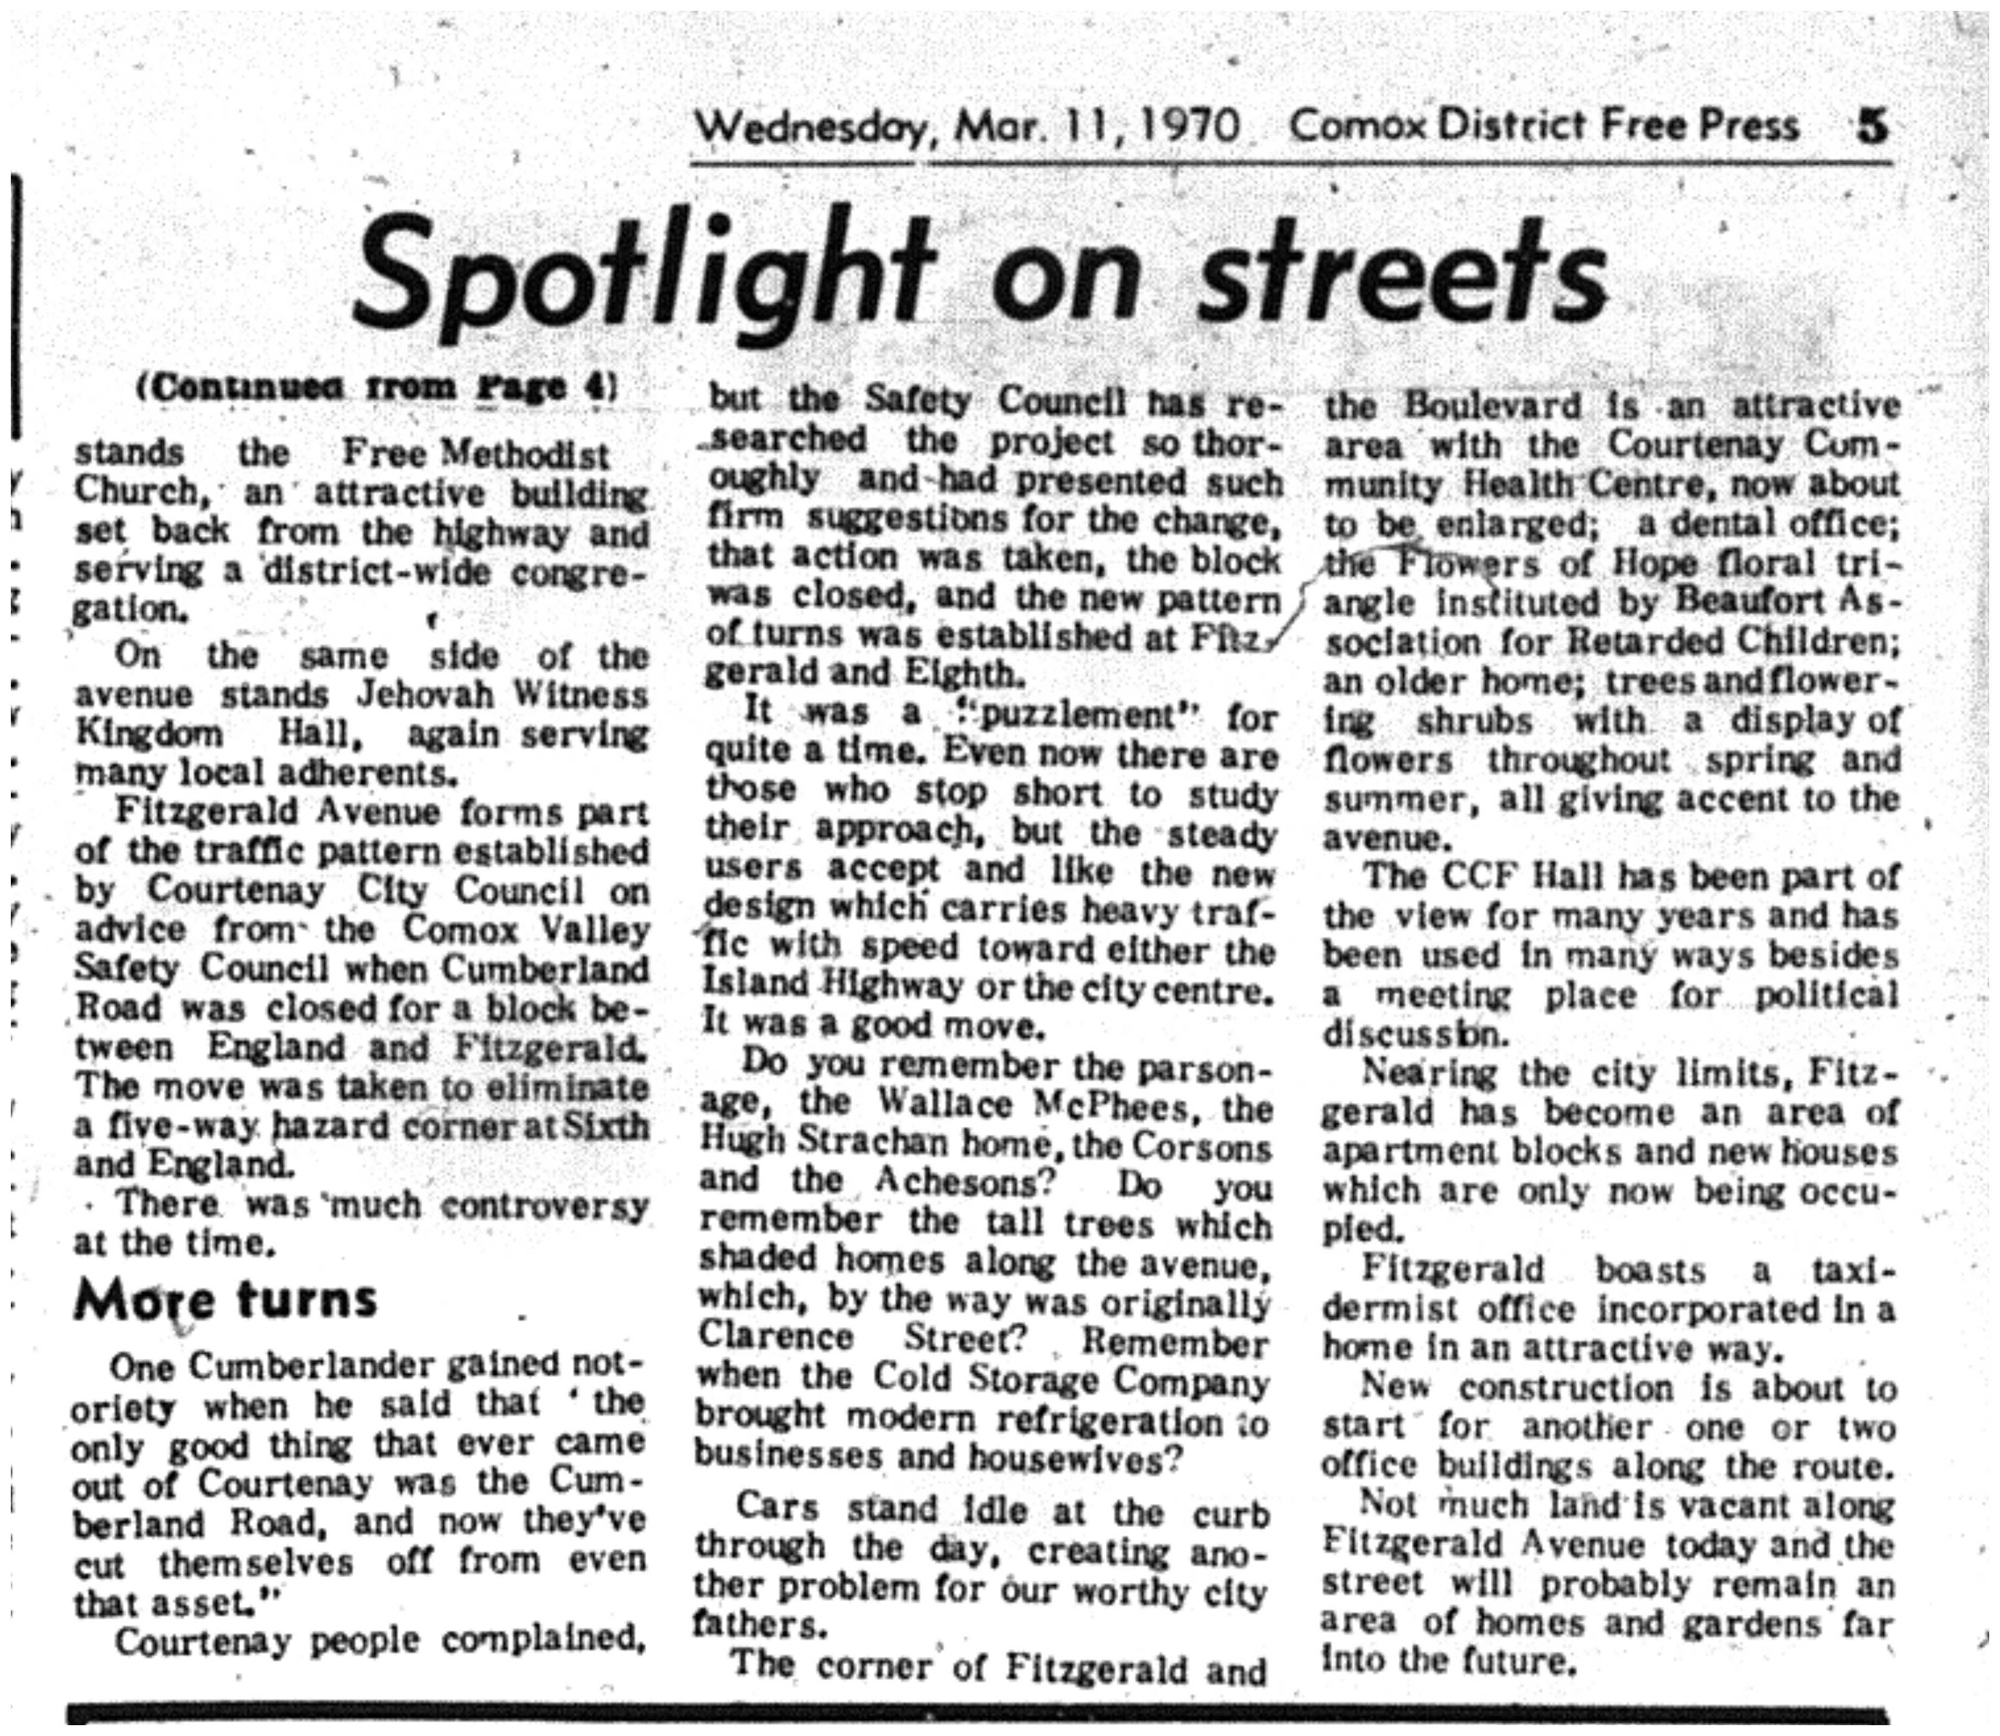 Wednesday, Mar. 11, 1970 Comox District Free Press 5
Spotlight on streets
(Continued from Page 4)
stands the Free Methodist
Church, an attractive building
set back from the highway and
serving a district-wide congre-
gation.
On the same side of the
avenue stands Jehovah Witness
Kingdom Hall, again serving
many local adherents.
Fitzgerald Avenue forms part
of the traffic pattern established
by Courtenay City Council on
advice from the Comox Valley
Safety Council when Cumberland
Road was closed for a block be-
tween England and Fitzgerald.
The move was taken to eliminate
a five-way hazard corner at Sixth
and England.
There was much controversy
at the time.
More turns
One Cumberlander gained not-
oriety when he said that ‘ the
only good thing that ever came
out of Courtenay was the Cum-
berland Road, and now they've
cut themselves off from even
that asset."
Courtenay people complained,
but the Safety Council has re-
searched the project so thor-
oughly and had presented such
firm suggestions for the change,
that action was taken, the block
was closed, and the new pattern
of turns was established at Fitz-
gerald and Eighth.
It was a "puzzlement" for
quite a time. Even now there are
those who stop short to study
their approach, but the steady
users accept and like the new
design which carries heavy traf-
fic with speed toward either the
Island Highway or the city centre.
It was a good move.
Do you remember the parson-
age, the Wallace McPhees, the
Hugh Strachan home, the Corsons
and the Achesons? Do you
remember the tall trees which
shaded homes along the avenue,
which, by the way was originally
Clarence Street? Remember
when the Cold Storage Company
brought modern refrigeration to
businesses and housewives?
Cars stand idle at the curb
through the day, creating ano-
ther problem for our worthy city
fathers.
The corner of Fitzgerald and
the Boulevard is an attractive
area with the Courtenay Com-
munity Health Centre, now about
to be enlarged; a dental office;
the Flowers of Hope floral tri-
angle instituted by Beaufort As-
sociation for Retarded Children;
an older home; trees and flower-
ing shrubs with a display of
flowers throughout spring and
summer, all giving accent to the
avenue.
The CCF Hall has been part of
the view for many years and has
been used in many ways besides
a meeting place for political
discussion.
Nearing the city limits, Fitz-
gerald has become an area of
apartment blocks and new houses
which are only now being occu-
pied.
Fitzgerald boasts a taxi-
dermist office incorporated in a
home in an attractive way.
New construction is about to
start for another one or two
office buildings along the route.
Not much land is vacant along
Fitzgerald Avenue today and the
street will probably remain an
area of homes and gardens far
into the future.